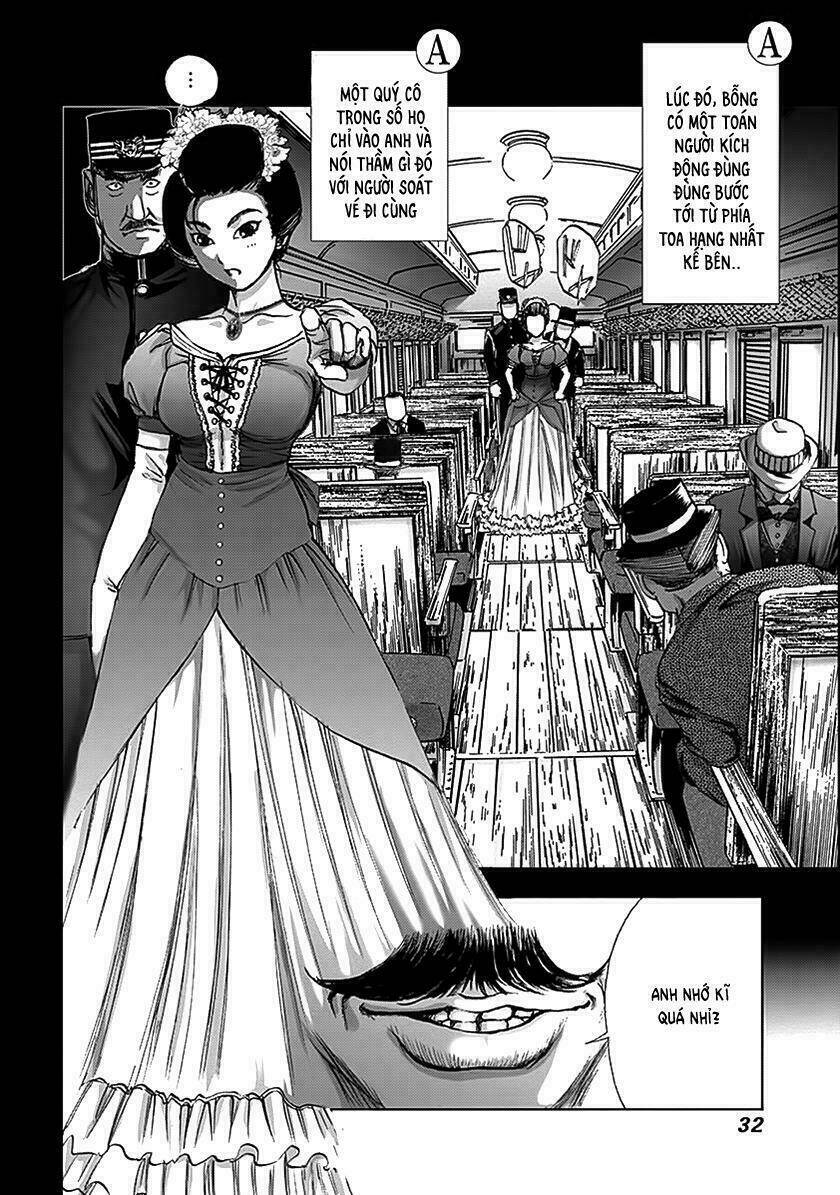 A
LÚC ĐÓ, BỖNG
CÓ MỘT TOÁN
NGƯỜI KÍCH
ĐỘNG ĐÙNG
ĐÙNG BƯỚC
TỚI TỪ PHÍA
TOA HẠNG NHẤT
KẾ BÊN..
A
MỘT QUÝ CÔ
TRONG SỐ HỌ
CHỈ VÀO ANH VÀ
NÓI THẦM GÌ ĐÓ
VỚI NGƯỜI SOÁT
VÉ ĐI CÙNG
...
ANH NHỚ KĨ
QUÁ NHỈ?
32